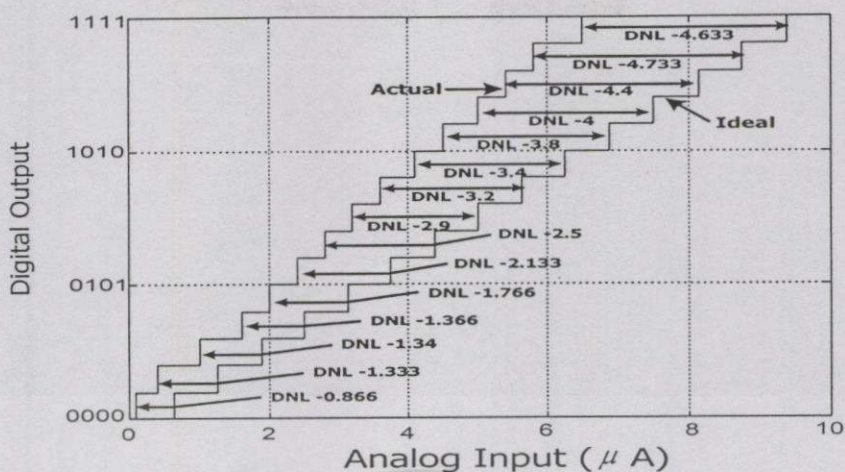 1111
DNL -4.633
DNL -4.733
Actual
DNL -4.4
DNL -4
Ideal
1010
DNL -3.8
DNL -3.4
DNL -3.2
DNL -2.9
DNL -2.5
DNL -2.133
0101
DNL -1.766
DNL -1.366
DNL -1.34
DNL -1.333
0000
DNL -0.866
0
2
4
6
8
10
Digital Output
Analog Input ( μ A)